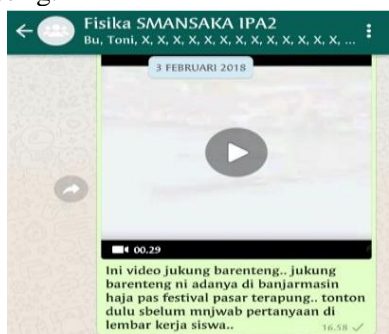 Fisika SMANSAKA IPA2
Bu, Toni, X, X, X, X, X, X, X, X, X, X, X, ...
3 FEBRUARI 2018
00.29
Ini video jukung barenteng.. jukung
barenteng ni adanya di banjarmasin
haja pas festival pasar terapung.. tonton
dulu sbelum mnjwab pertanyaan di
lembar kerja siswa..
16.58